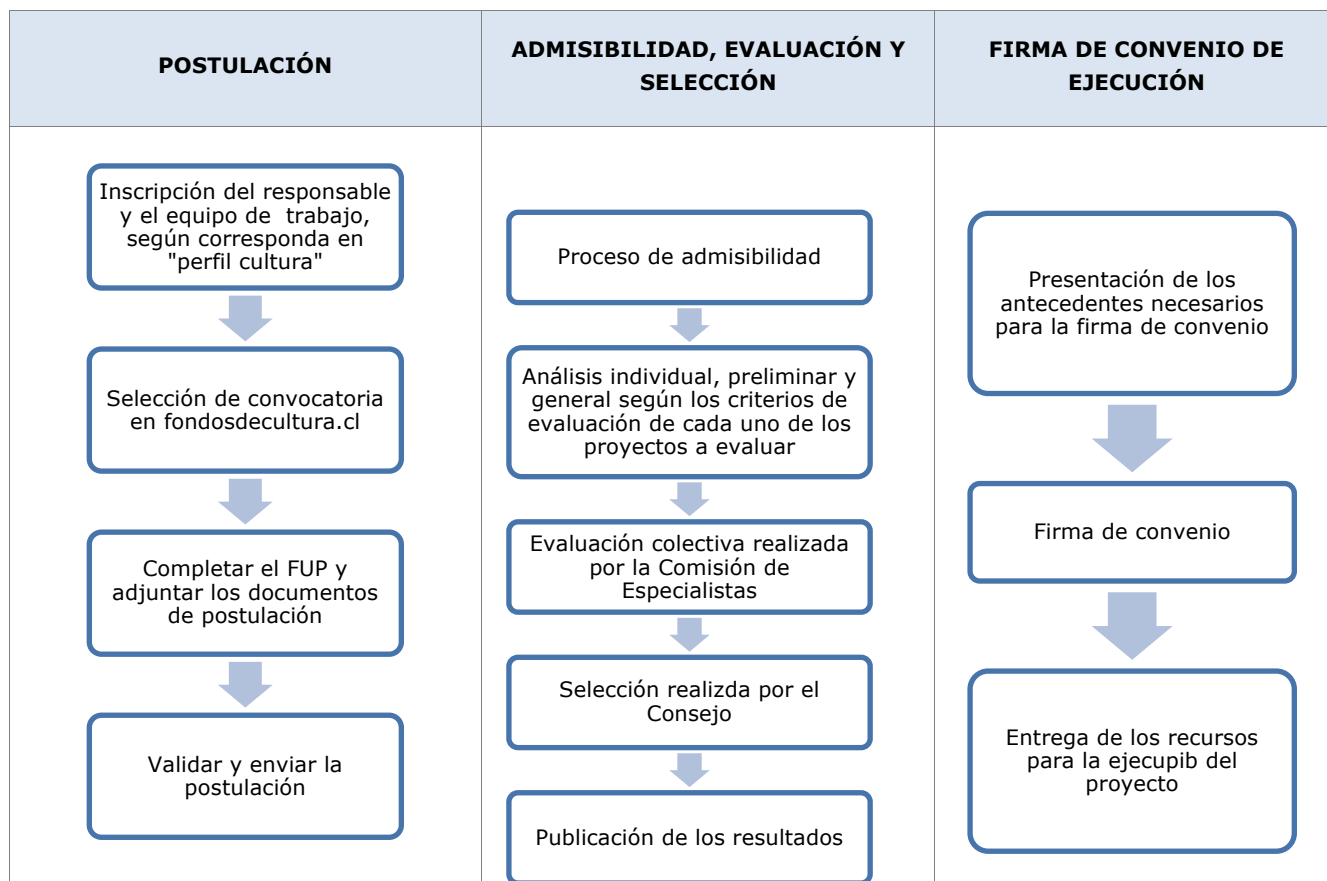 POSTULACIÓN
ADMISIBILIDAD, EVALUACIÓN Y
SELECCIÓN
FIRMA DE CONVENIO DE
EJECUCIÓN
Inscripción del responsable
y el equipo de trabajo,
según corresponda en
"perfil cultura"
Selección de convocatoria
en fondosdecultura.cl
Completar el FUP y
adjuntar los documentos
de postulación
Validar y enviar la
postulación
Proceso de admisibilidad
Análisis individual, preliminar y
general según los criterios de
evaluación de cada uno de los
proyectos a evaluar
Evaluación colectiva realizada
por la Comisión de
Especialistas
Selección realizda por el
Consejo
Publicación de los resultados
Presentación de los
antecedentes necesarios
para la firma de convenio
Firma de convenio
Entrega de los recursos
para la ejecupib del
proyecto